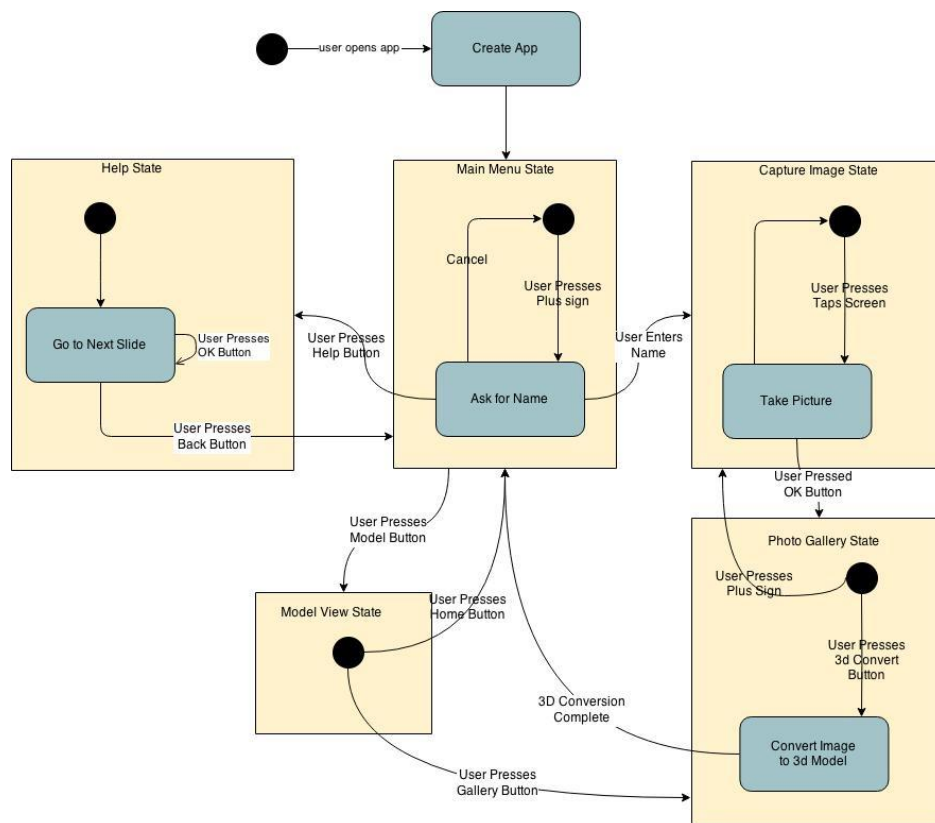 user opens app
Create App
Help State
Main Menu State
Capture Image State
Cancel
User Presses
Plus sign
User Presses
Taps Screen
Go to Next Slide
User Presses
OK Button
User Presses
Help Button
User Enters
Name
Ask for Name
Take Picture
User Presses
Back Button
User Pressed
OK Button
User Presses
Model Button
Photo Gallery State
User Presses
Plus Sign
Model View State
User Presses
Home Button
User Presses
3d Convert
Button
3D Conversion
Complete
Convert Image
to 3d Model
User Presses
Gallery Button